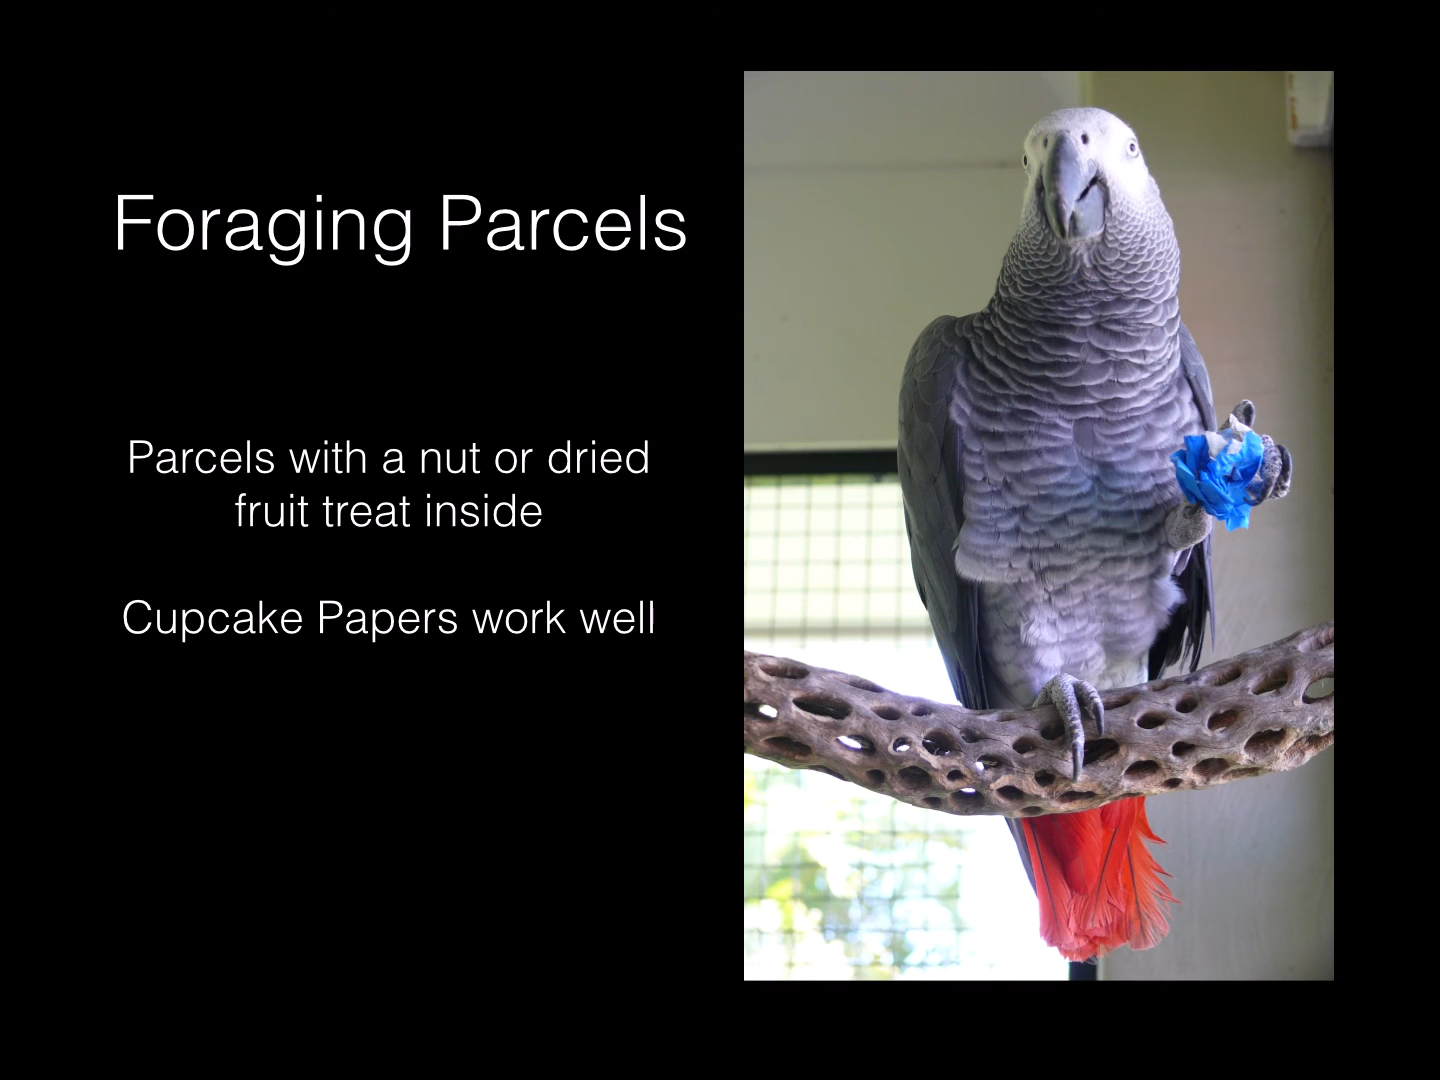 Foraging Parcels
Parcels with a nut or dried
fruit treat inside
Cupcake Papers work well